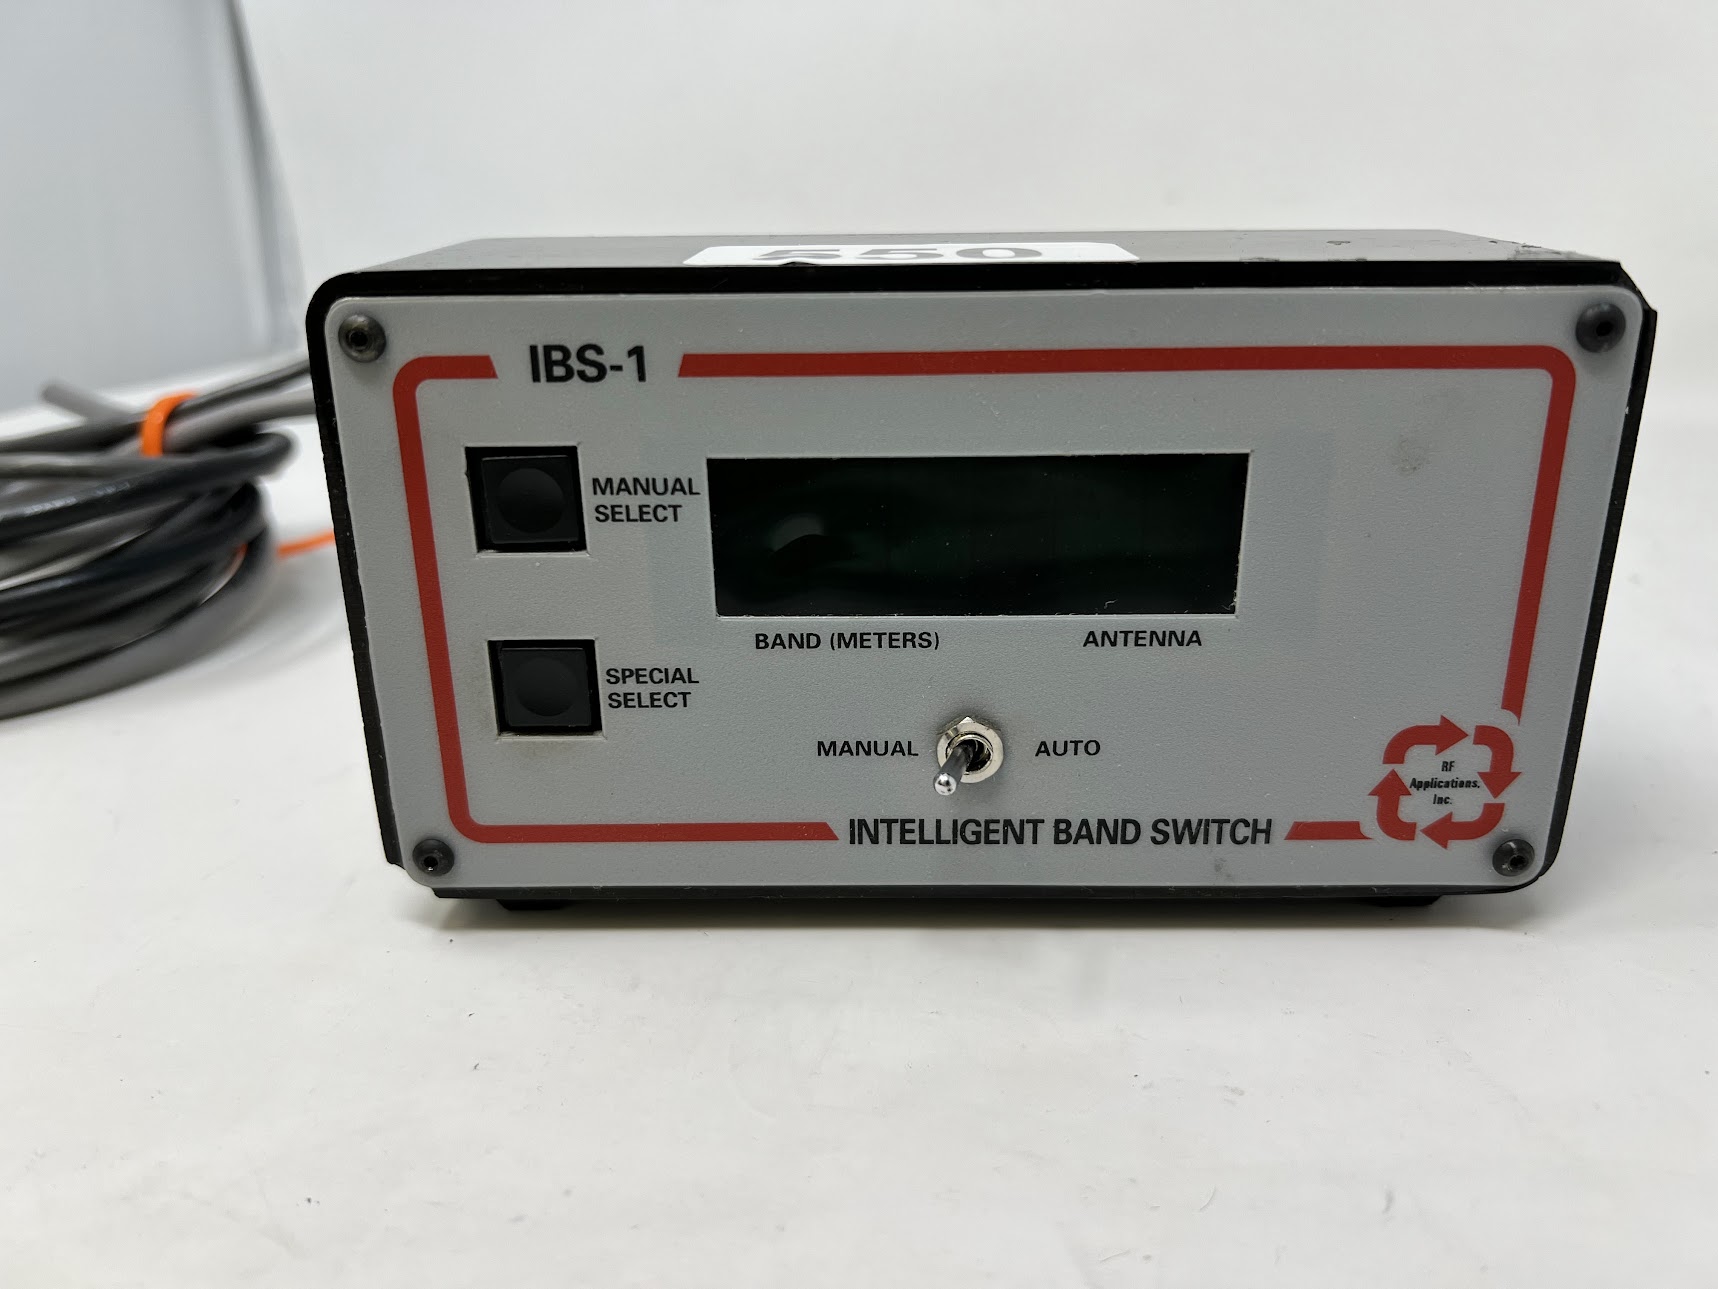 550
IBS-1
MANUAL
SELECT
BAND (METERS)
ANTENNA
SPECIAL
SELECT
MANUAL
AUTO
RF
Applications,
Inc.
INTELLIGENT BAND SWITCH